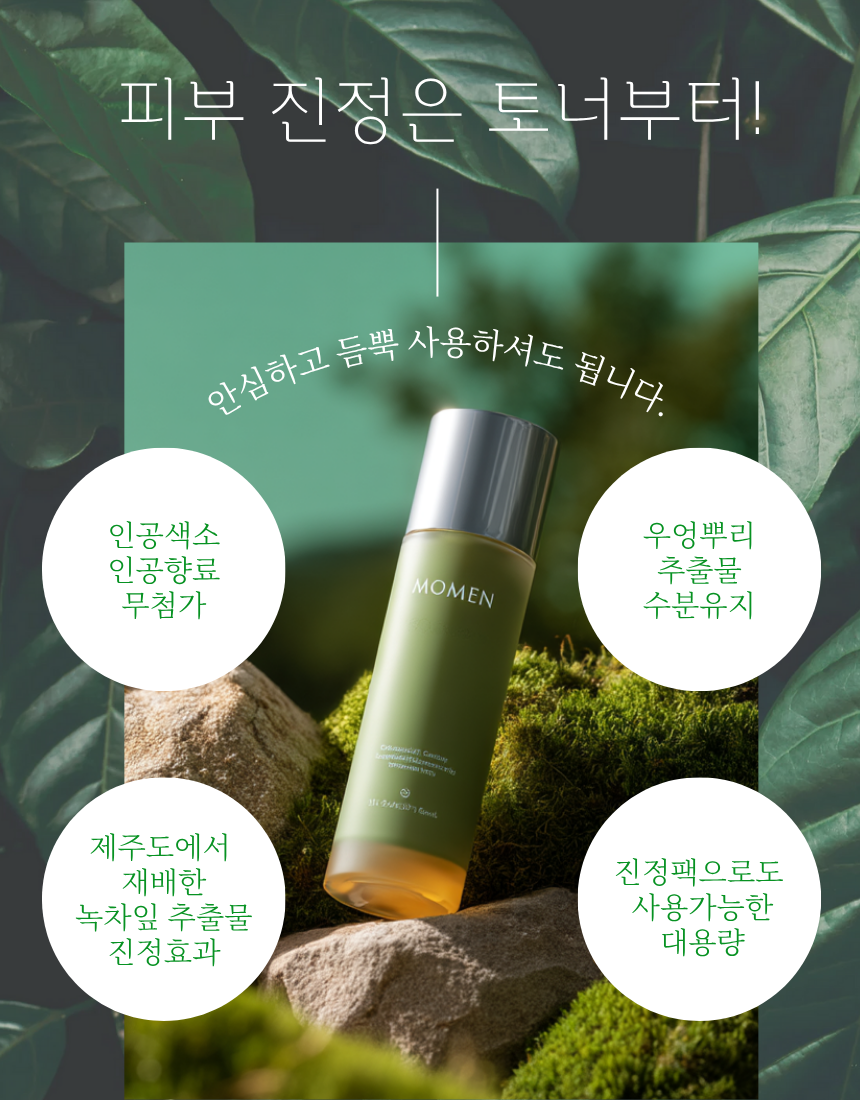 피부 진정은 토너부터!
안심하고 듬뿍 사용하셔도 됩니다.
인공색소
인공향료
무첨가
우엉뿌리
추출물
수분유지
MOMEN
제주도에서
재배한
녹차잎 추출물
진정효과
진정팩으로도
사용가능한
대용량